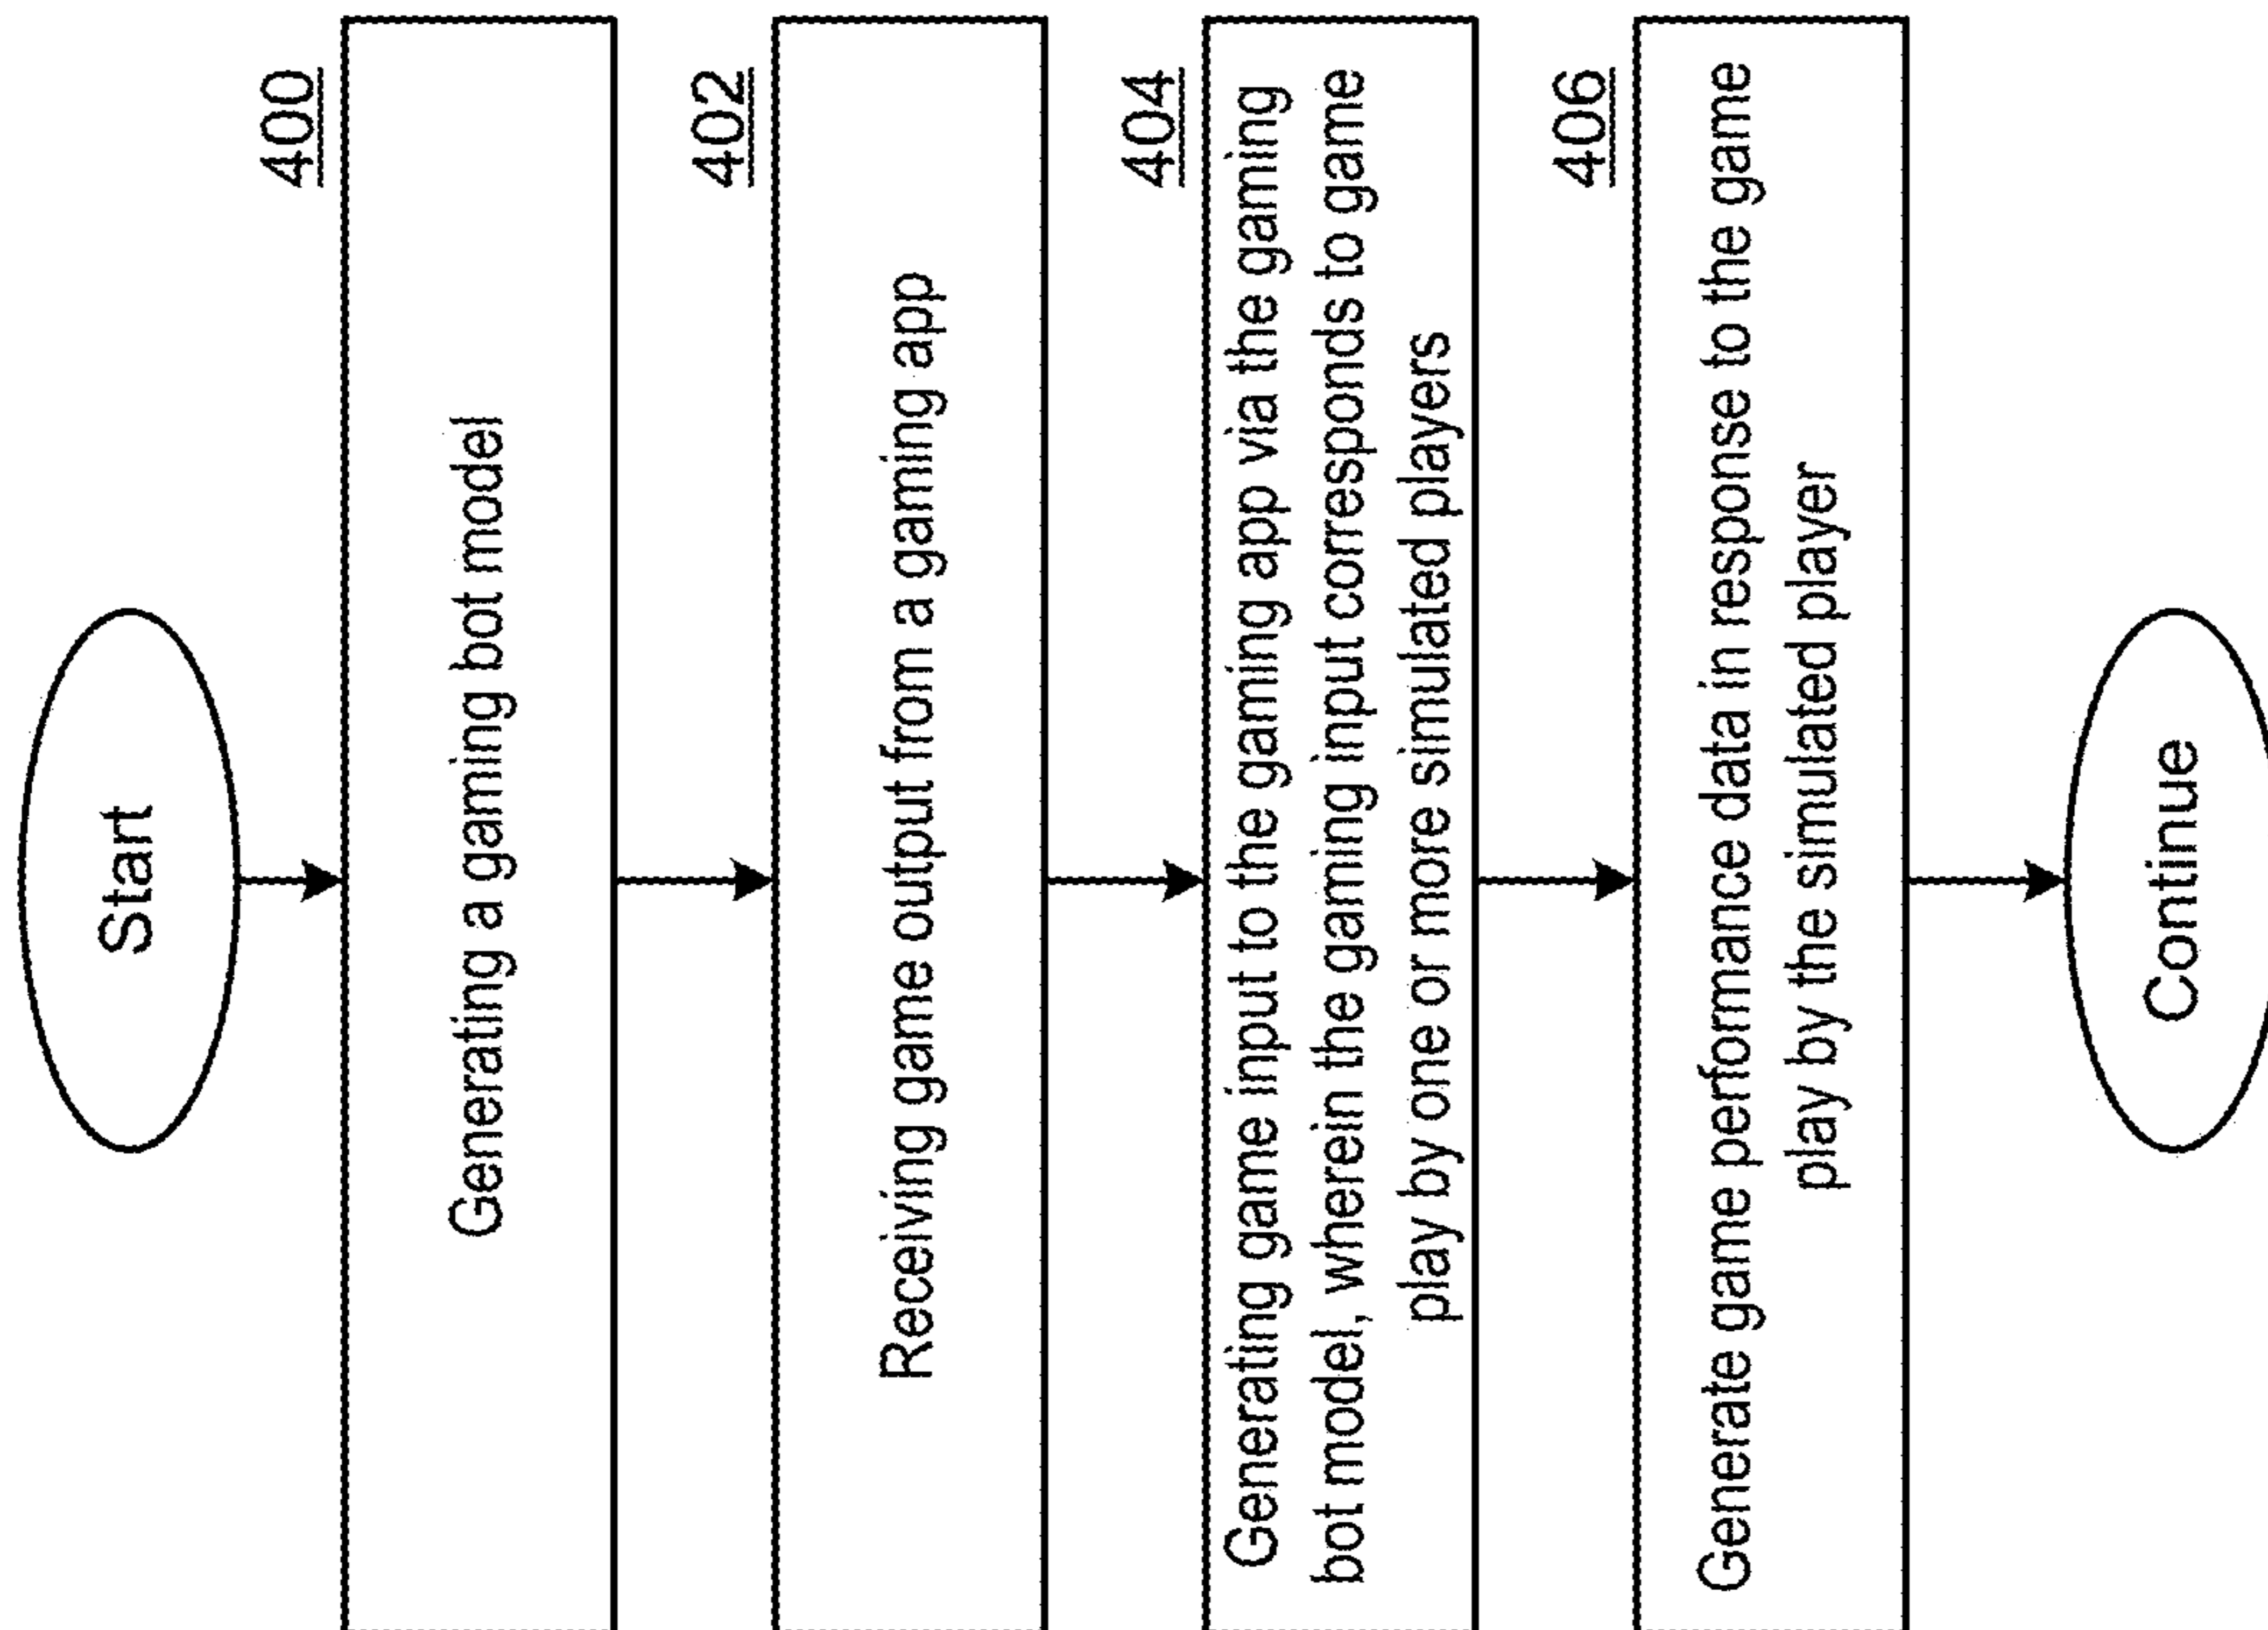 Start
400
Generating a gaming bot model
402
Receiving game output from a gaming app
404
Generating game input to the gaming app via the gaming
bot model, wherein the gaming input corresponds to game
play by one or more simulated players
406
Generate game performance data in response to the game
play by the simulated player
Continue